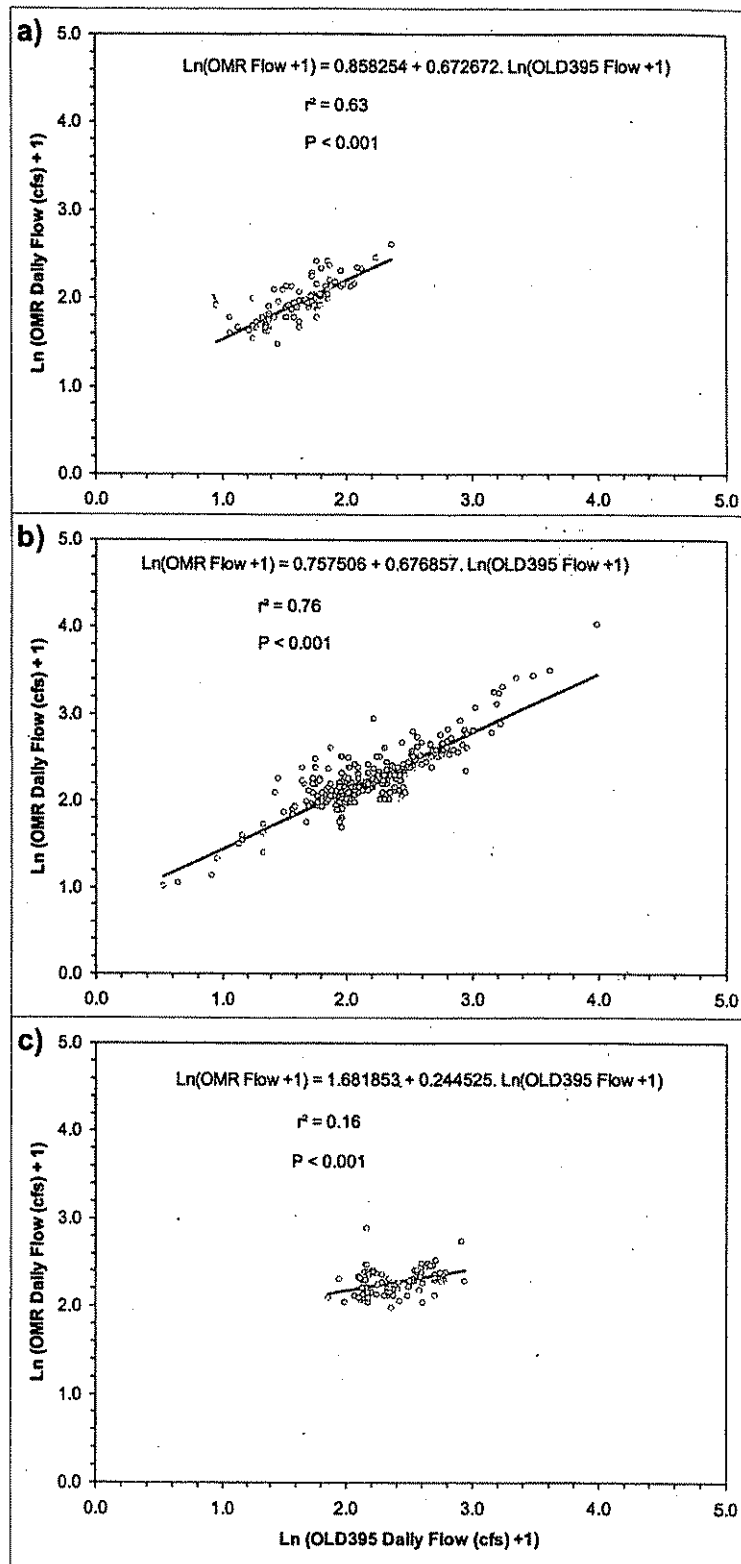 a)
Ln(OMR Flow +1) = 0.858254 + 0.672672. Ln(OLD395 Flow +1)
r² = 0.63
P < 0.001
Ln (OMR Daily Flow (cfs) + 1)
5.0
4.0
3.0
2.0
1.0
0.0
0.0 1.0 2.0 3.0 4.0 5.0
b)
Ln(OMR Flow +1) = 0.757506 + 0.676857. Ln(OLD395 Flow +1)
r² = 0.76
P < 0.001
Ln (OMR Daily Flow (cfs) + 1)
5.0
4.0
3.0
2.0
1.0
0.0
0.0 1.0 2.0 3.0 4.0 5.0
c)
Ln(OMR Flow +1) = 1.681853 + 0.244525. Ln(OLD395 Flow +1)
r² = 0.16
P < 0.001
Ln (OMR Daily Flow (cfs) + 1)
5.0
4.0
3.0
2.0
1.0
0.0
0.0 1.0 2.0 3.0 4.0 5.0
Ln (OLD395 Daily Flow (cfs) +1)